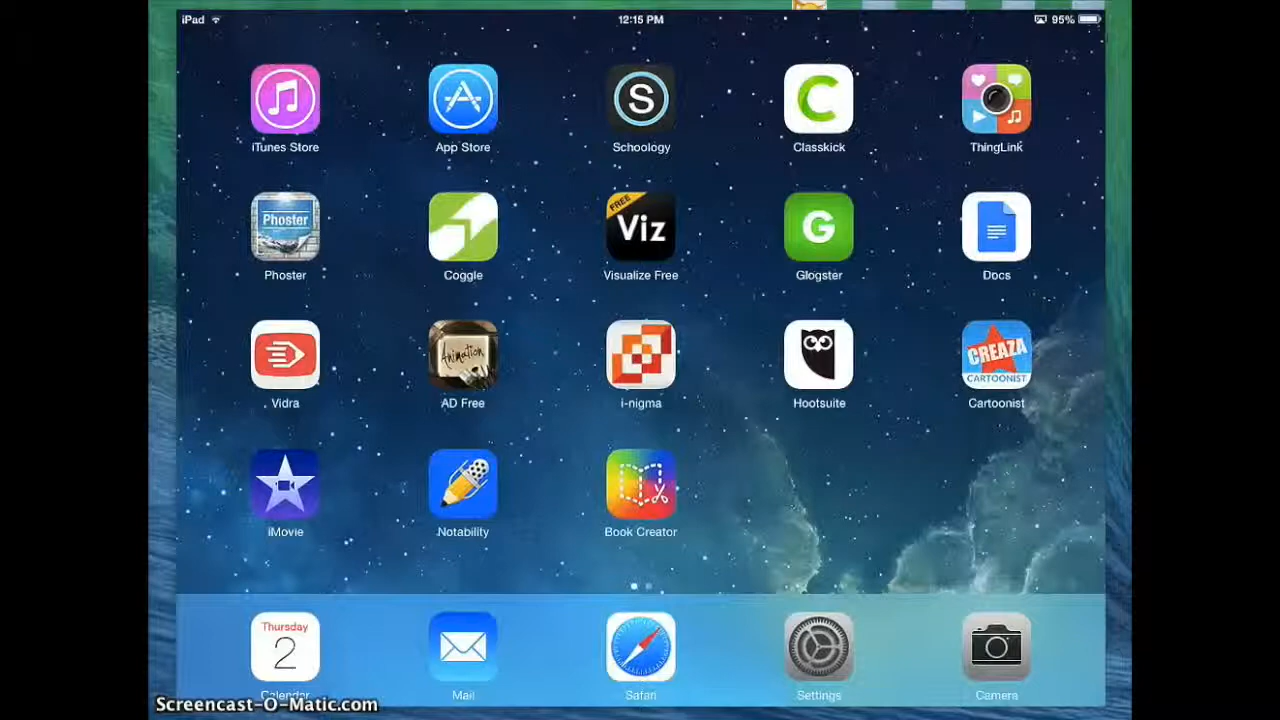 iPad 12:15 PM 95%
iTunes Store App Store S Schoology C Classkick ThingLink
Phoster
Phoster Coggle FREE Viz Visualize Free G Glogster Docs
Animation CREAZA CARTOONIST
Vidra AD Free i-nigma Hootsuite Cartoonist
iMovie Notability Book Creator
Thursday
2
Calendar Mail Safari Settings Camera
Screencast-O-Matic.com